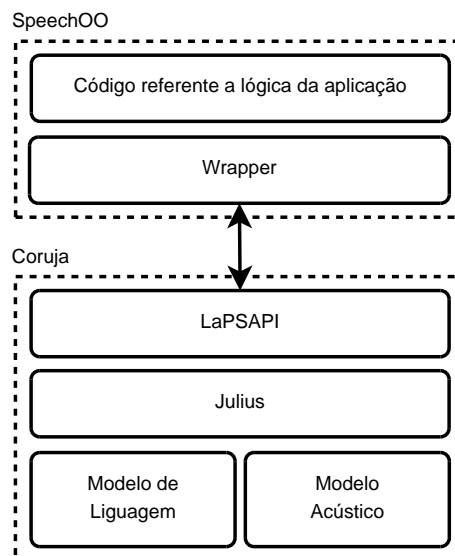 SpeechOO
Código referente a lógica da aplicação
Wrapper
Coruja
LaPSAPI
Julius
Modelo de
Liguagem
Modelo
Acústico